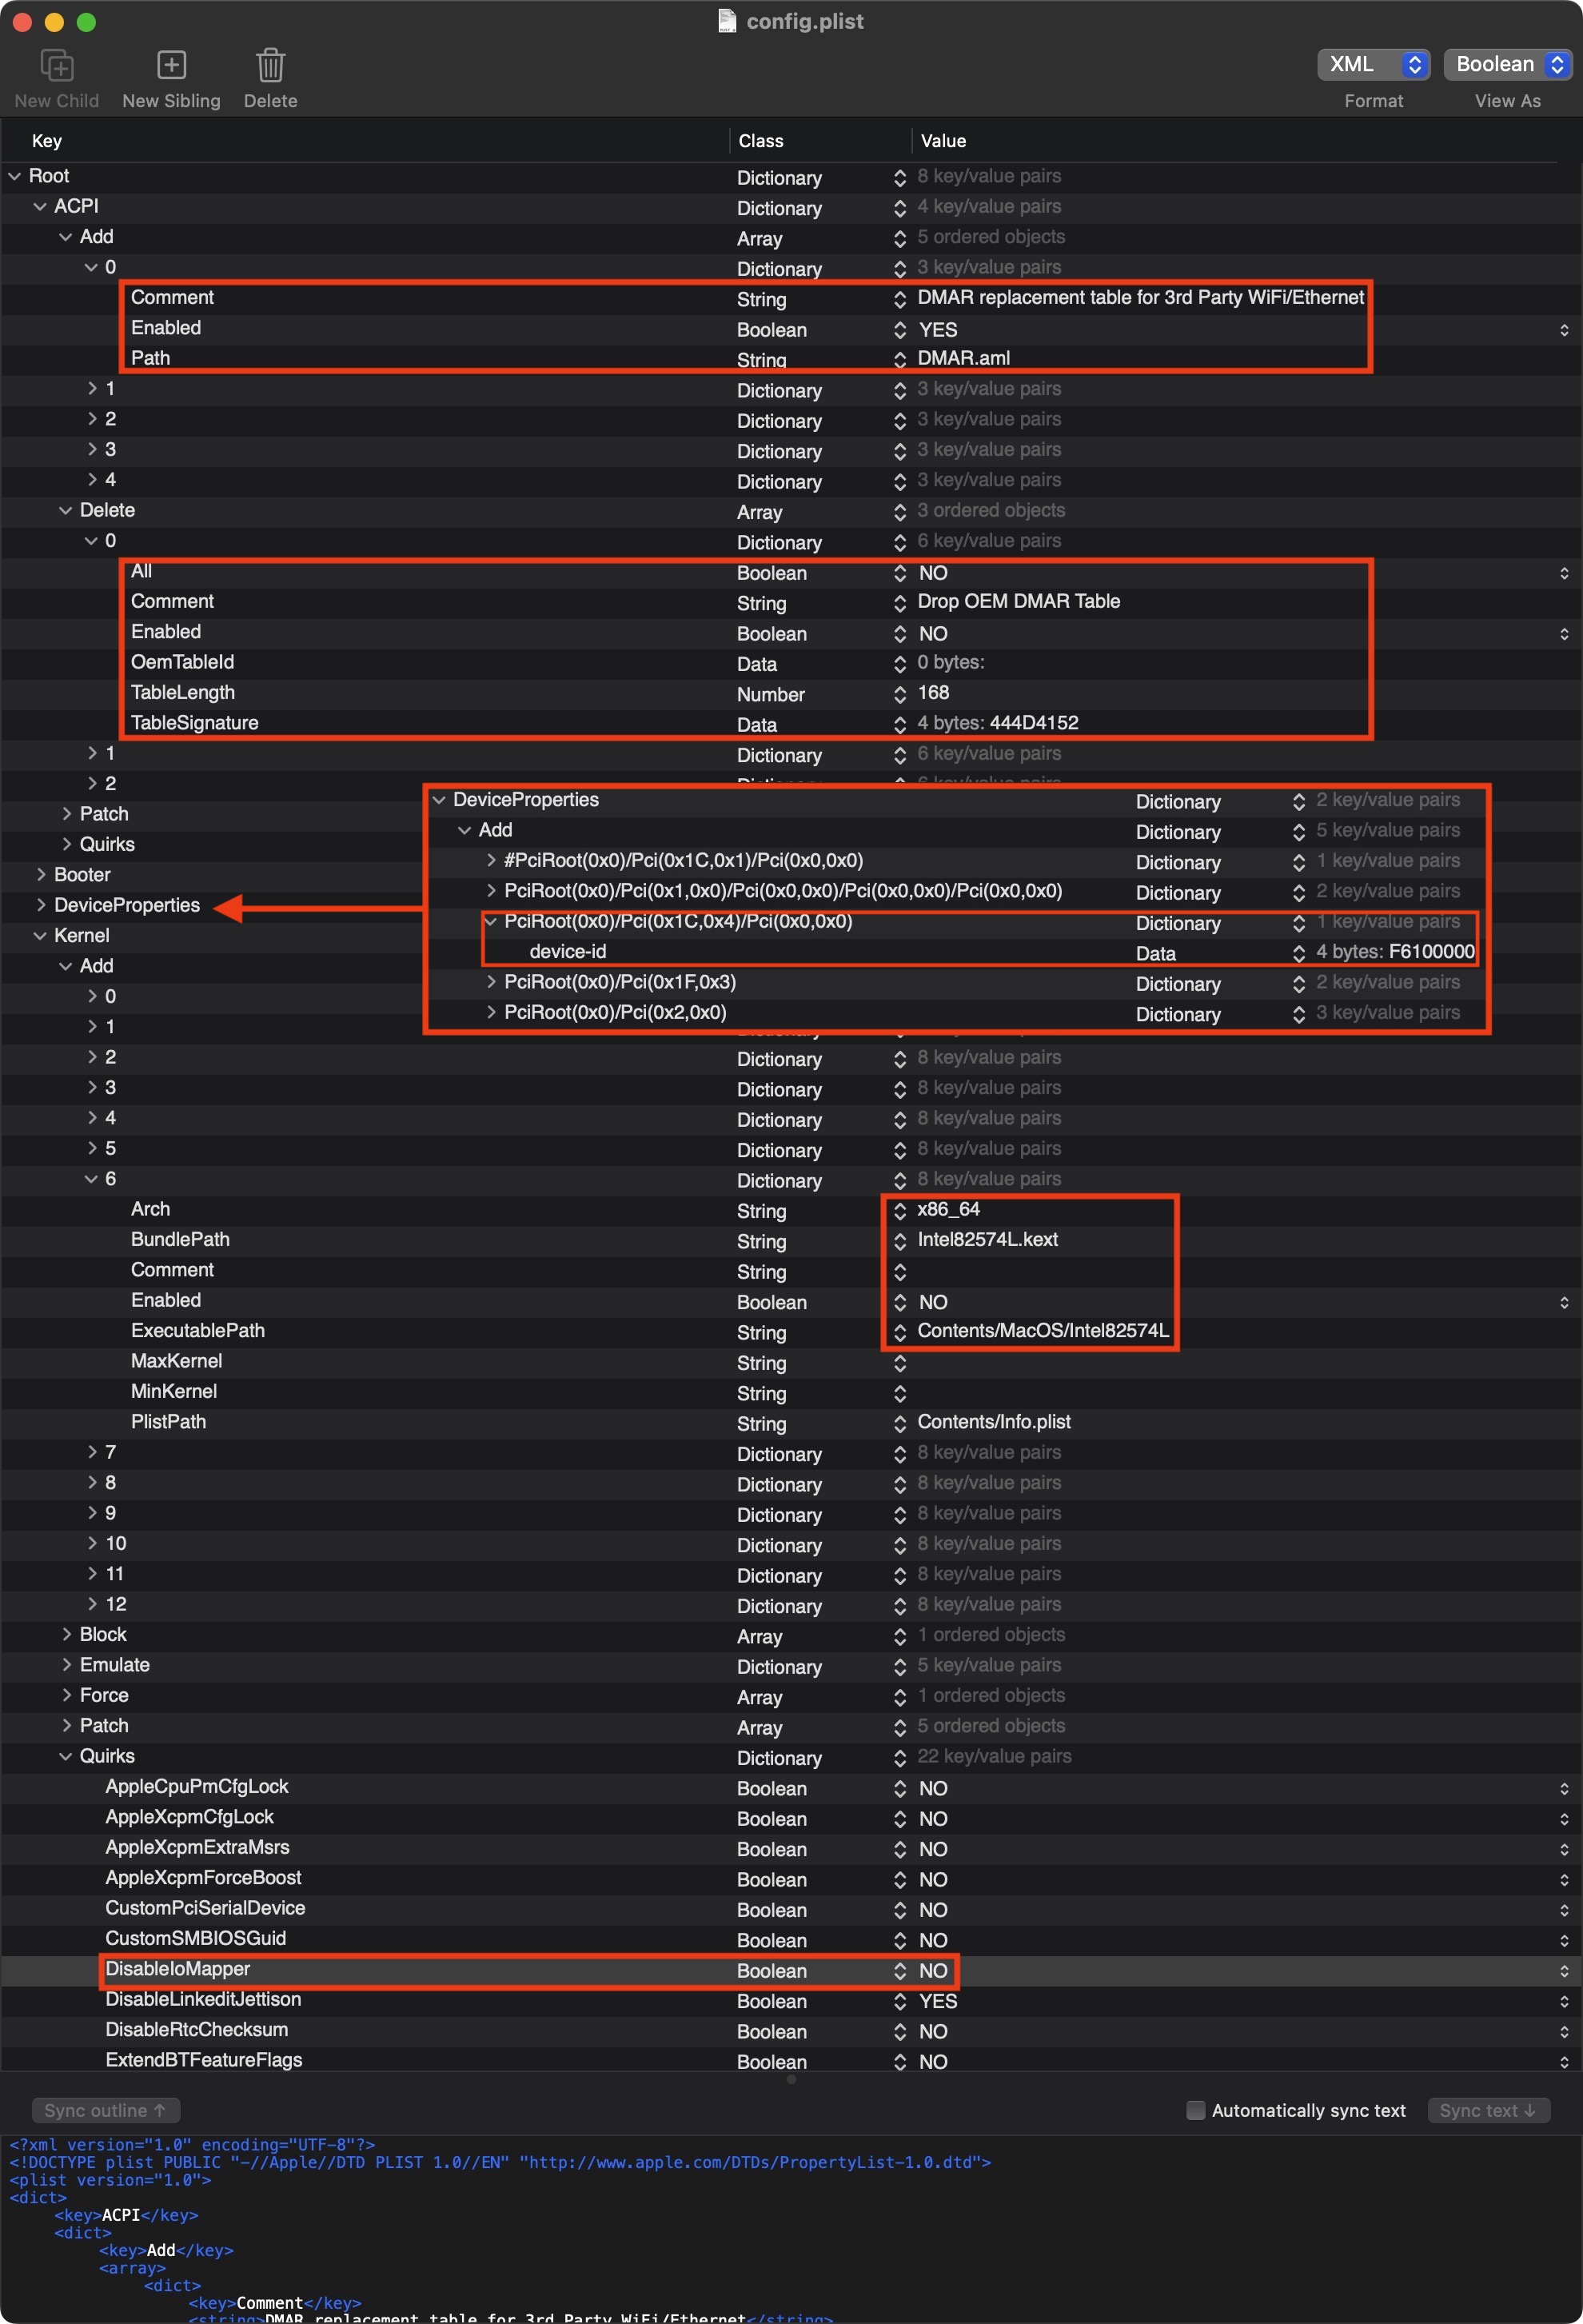 config.plist
New Child New Sibling Delete
XML Boolean
Format View As
Key Class Value
Root Dictionary 8 key/value pairs
ACPI Dictionary 4 key/value pairs
Add Array 5 ordered objects
0 Dictionary 3 key/value pairs
Comment String DMAR replacement table for 3rd Party WiFi/Ethernet
Enabled Boolean YES
Path String DMAR.aml
1 Dictionary 3 key/value pairs
2 Dictionary 3 key/value pairs
3 Dictionary 3 key/value pairs
4 Dictionary 3 key/value pairs
Delete Array 3 ordered objects
0 Dictionary 6 key/value pairs
All Boolean NO
Comment String Drop OEM DMAR Table
Enabled Boolean NO
OemTableId Data 0 bytes:
TableLength Number 168
TableSignature Data 4 bytes: 444D4152
1 Dictionary 6 key/value pairs
2
Patch
Quirks
Booter
DeviceProperties
DeviceProperties Dictionary 2 key/value pairs
Add Dictionary 5 key/value pairs
#PciRoot(0x0)/Pci(0x1C,0x1)/Pci(0x0,0x0) Dictionary 1 key/value pairs
PciRoot(0x0)/Pci(0x1,0x0)/Pci(0x0,0x0)/Pci(0x0,0x0)/Pci(0x0,0x0) Dictionary 2 key/value pairs
PciRoot(0x0)/Pci(0x1C,0x4)/Pci(0x0,0x0) Dictionary 1 key/value pairs
device-id Data 4 bytes: F6100000
PciRoot(0x0)/Pci(0x1F,0x3) Dictionary 2 key/value pairs
PciRoot(0x0)/Pci(0x2,0x0) Dictionary 3 key/value pairs
Kernel
Add
0
1
2 Dictionary 8 key/value pairs
3 Dictionary 8 key/value pairs
4 Dictionary 8 key/value pairs
5 Dictionary 8 key/value pairs
6 Dictionary 8 key/value pairs
Arch String x86_64
BundlePath String Intel82574L.kext
Comment String
Enabled Boolean NO
ExecutablePath String Contents/MacOS/Intel82574L
MaxKernel String
MinKernel String
PlistPath String Contents/Info.plist
7 Dictionary 8 key/value pairs
8 Dictionary 8 key/value pairs
9 Dictionary 8 key/value pairs
10 Dictionary 8 key/value pairs
11 Dictionary 8 key/value pairs
12 Dictionary 8 key/value pairs
Block Array 1 ordered objects
Emulate Dictionary 5 key/value pairs
Force Array 1 ordered objects
Patch Array 5 ordered objects
Quirks Dictionary 22 key/value pairs
AppleCpuPmCfgLock Boolean NO
AppleXcpmCfgLock Boolean NO
AppleXcpmExtraMsrs Boolean NO
AppleXcpmForceBoost Boolean NO
CustomPciSerialDevice Boolean NO
CustomSMBIOSGuid Boolean NO
DisableIoMapper Boolean NO
DisableLinkeditJettison Boolean YES
DisableRtcChecksum Boolean NO
ExtendBTFeatureFlags Boolean NO
Sync outline ↑ Automatically sync text Sync text ↓
<?xml version="1.0" encoding="UTF-8"?>
<!DOCTYPE plist PUBLIC "-//Apple//DTD PLIST 1.0//EN" "http://www.apple.com/DTDs/PropertyList-1.0.dtd">
<plist version="1.0">
<dict>
<key>ACPI</key>
<dict>
<key>Add</key>
<array>
<dict>
<key>Comment</key>
<string>DMAR replacement table for 3rd Party WiFi/Ethernet</string>